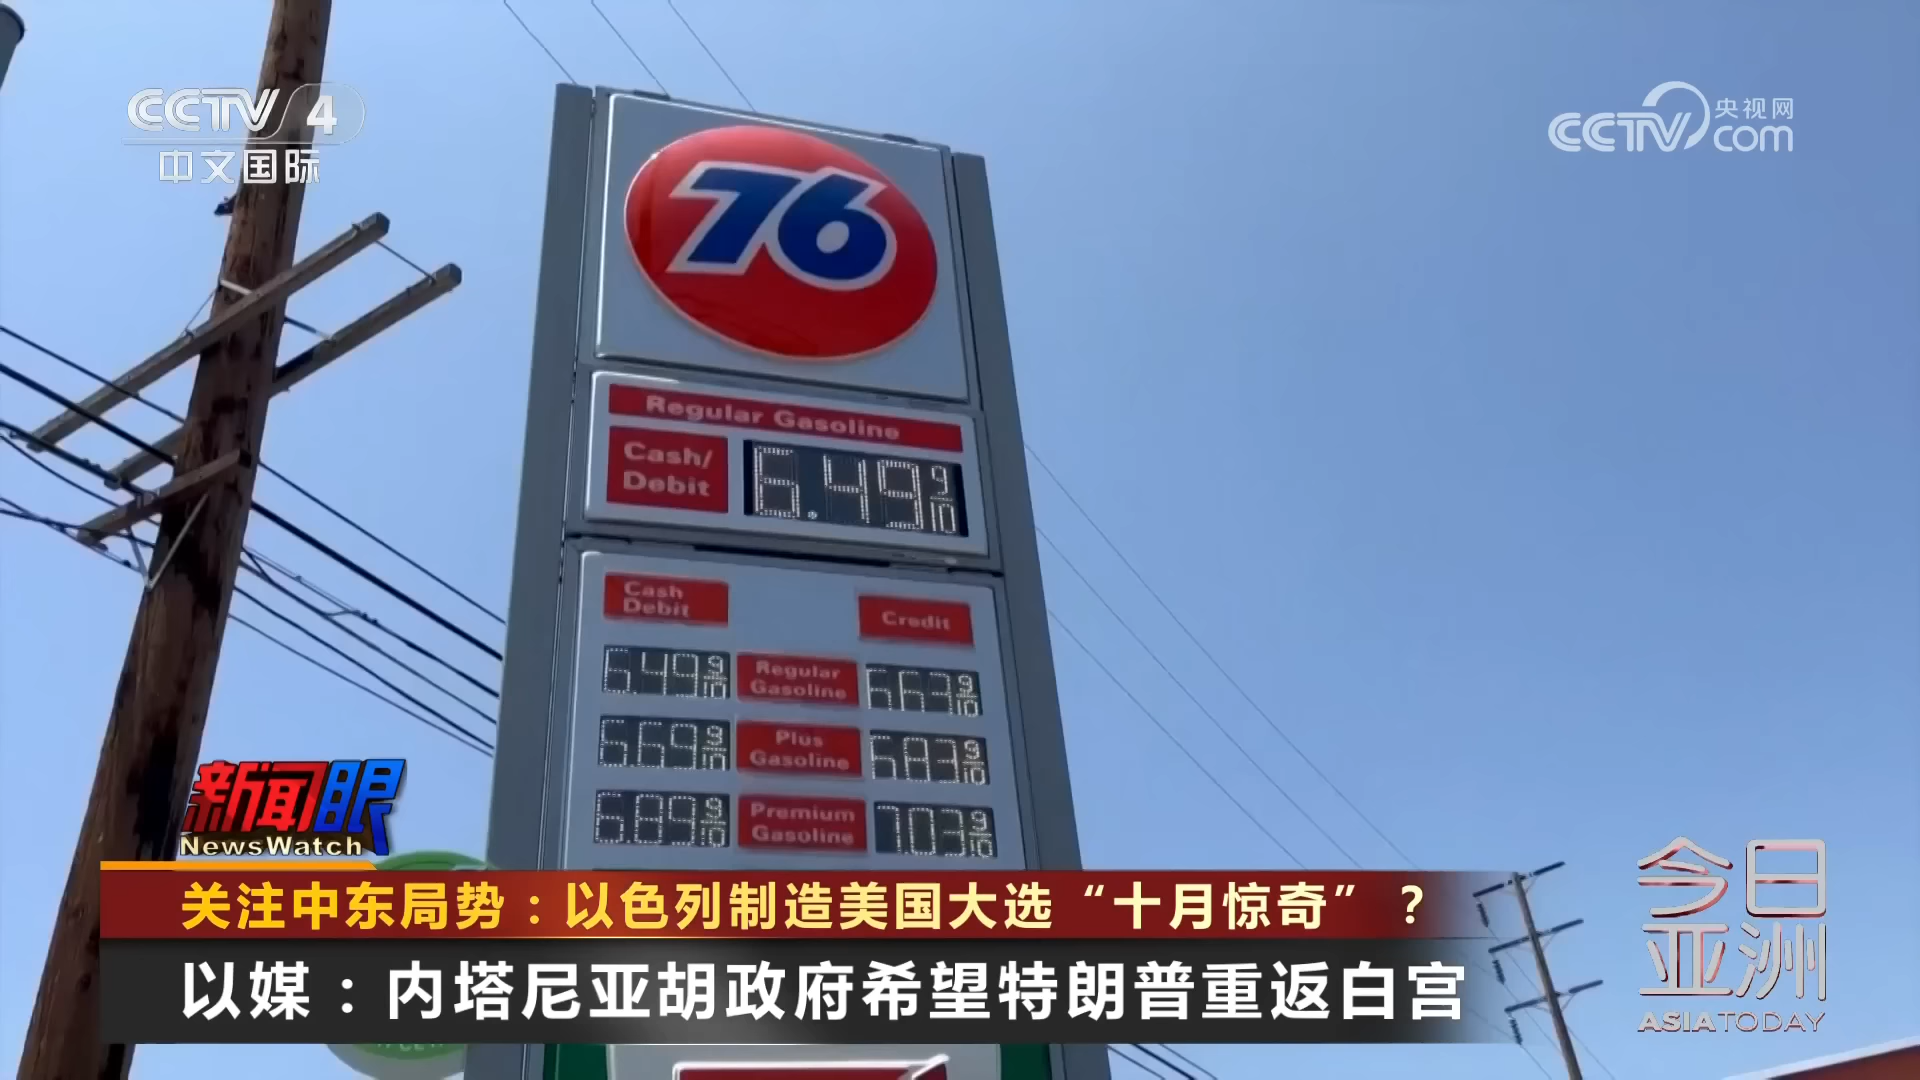 CCTV 4
中文国际
央视网
CCTV.com
76
Regular Gasoline
Cash/
Debit
6.49 9/10
Cash
Debit
Credit
6.49 9/10
Regular
Gasoline
6.63 9/10
6.69 9/10
Plus
Gasoline
6.83 9/10
6.89 9/10
Premium
Gasoline
7.03 9/10
新闻眼
NewsWatch
关注中东局势：以色列制造美国大选“十月惊奇”？
以媒：内塔尼亚胡政府希望特朗普重返白宫
今日
亚洲
ASIA TODAY